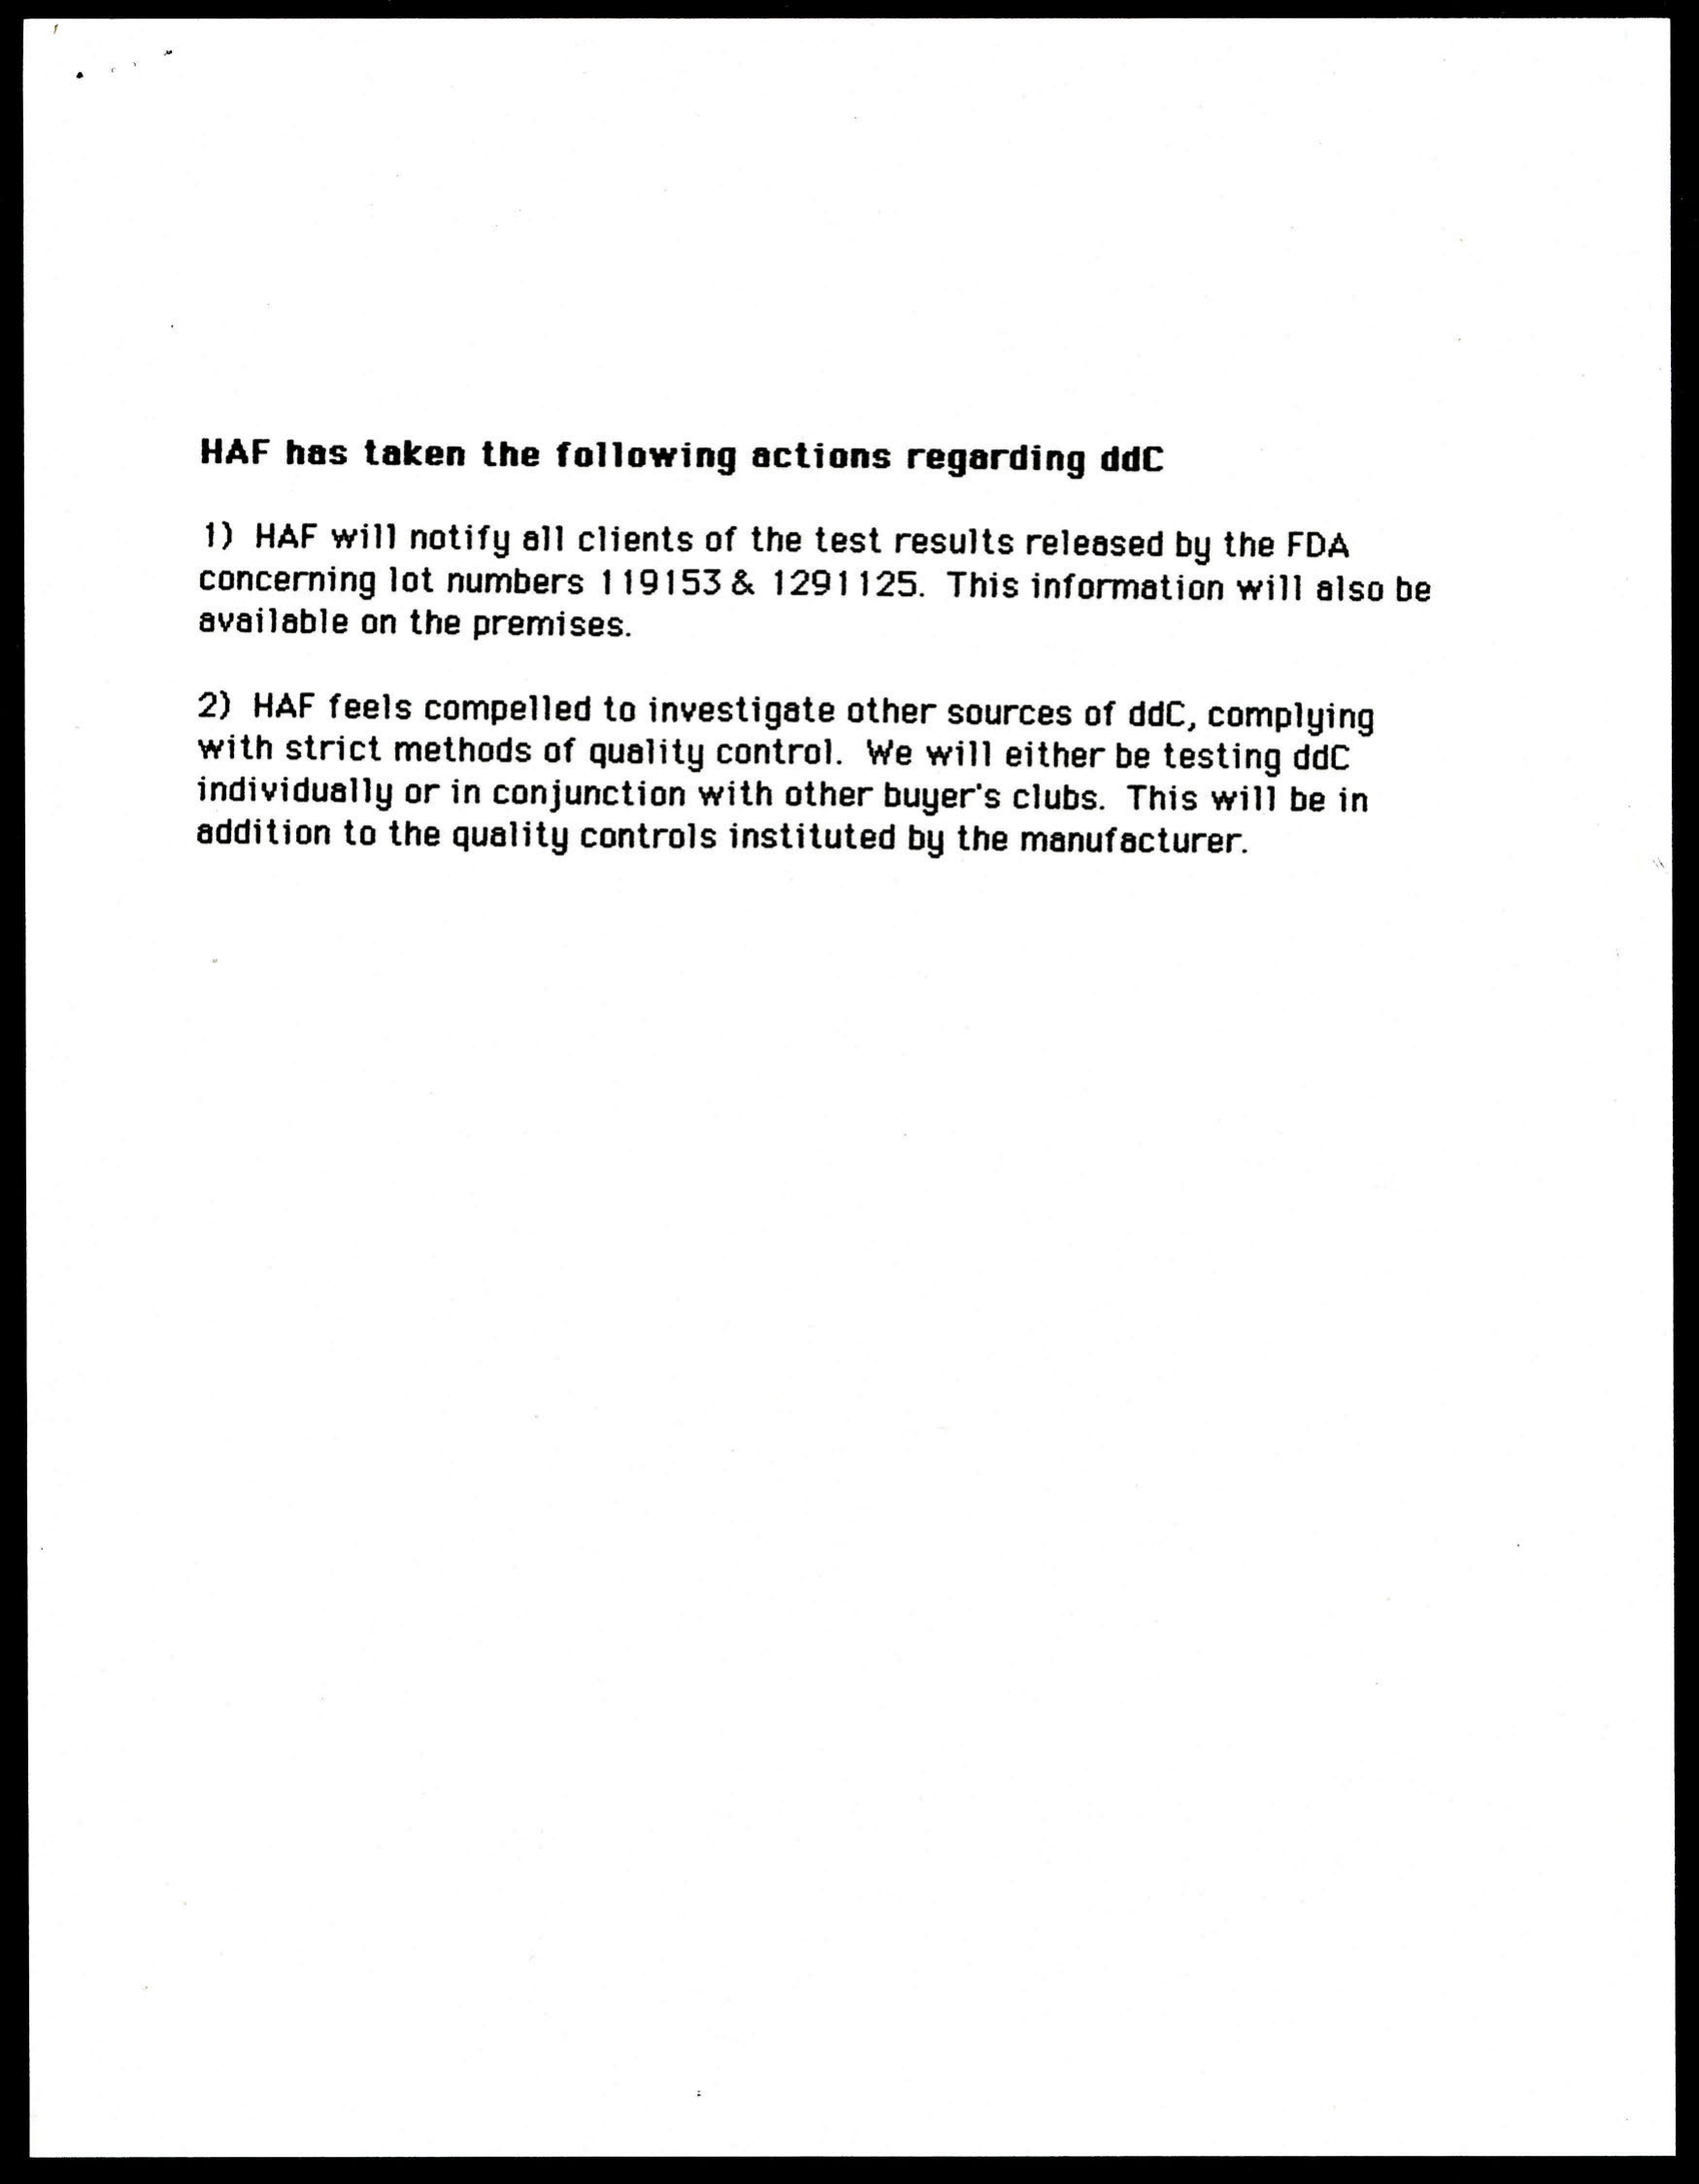 HAF has taken the following actions regarding ddC
1) HAF will notify all clients of the test results released by the FDA
concerning lot numbers 119153 & 1291125. This information will also be
available on the premises.
2) HAF feels compelled to investigate other sources of ddC, complying
with strict methods of quality control. We will either be testing ddC
individually or in conjunction with other buyer's clubs. This will be in
addition to the quality controls instituted by the manufacturer.